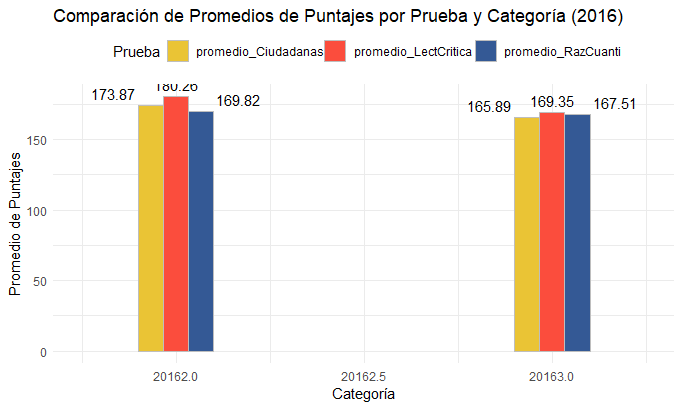 Comparación de Promedios de Puntajes por Prueba y Categoría (2016)
Prueba promedio_Ciudadanas promedio_LectCritica promedio_RazCuanti
173.87 180.26 169.82
165.89 169.35 167.51
150
100
50
0
Promedio de Puntajes
20162.0 20162.5 20163.0
Categoría